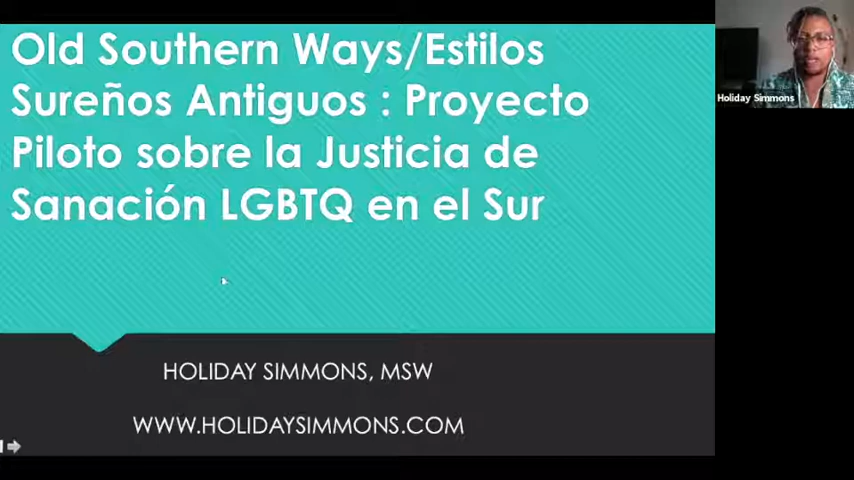 Old Southern Ways/Estilos
Sureños Antiguos : Proyecto
Piloto sobre la Justicia de
Sanación LGBTQ en el Sur
Holiday Simmons
HOLIDAY SIMMONS, MSW
WWW.HOLIDAYSIMMONS.COM